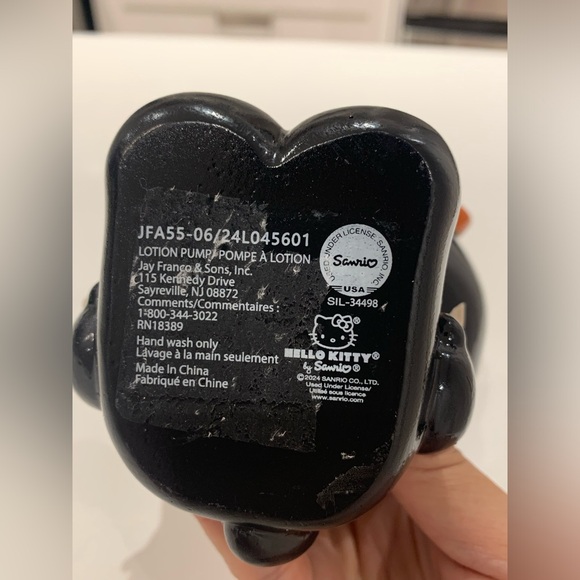 JFA55-06/24L045601
LOTION PUMP/POMPE À LOTION
Jay Franco & Sons, Inc.
115 Kennedy Drive
Sayreville, NJ 08872
Comments/Commentaires :
1-800-344-3022
RN18389
Hand wash only
Lavage à la main seulement
Made in China
Fabriqué en Chine
USED UNDER LICENSE, SANRIO, INC.
Sanrio
USA
SIL-34498
HELLO KITTY®
by Sanrio®
©2024 SANRIO CO., LTD.
Used Under License/
Utilisé sous licence
www.sanrio.com